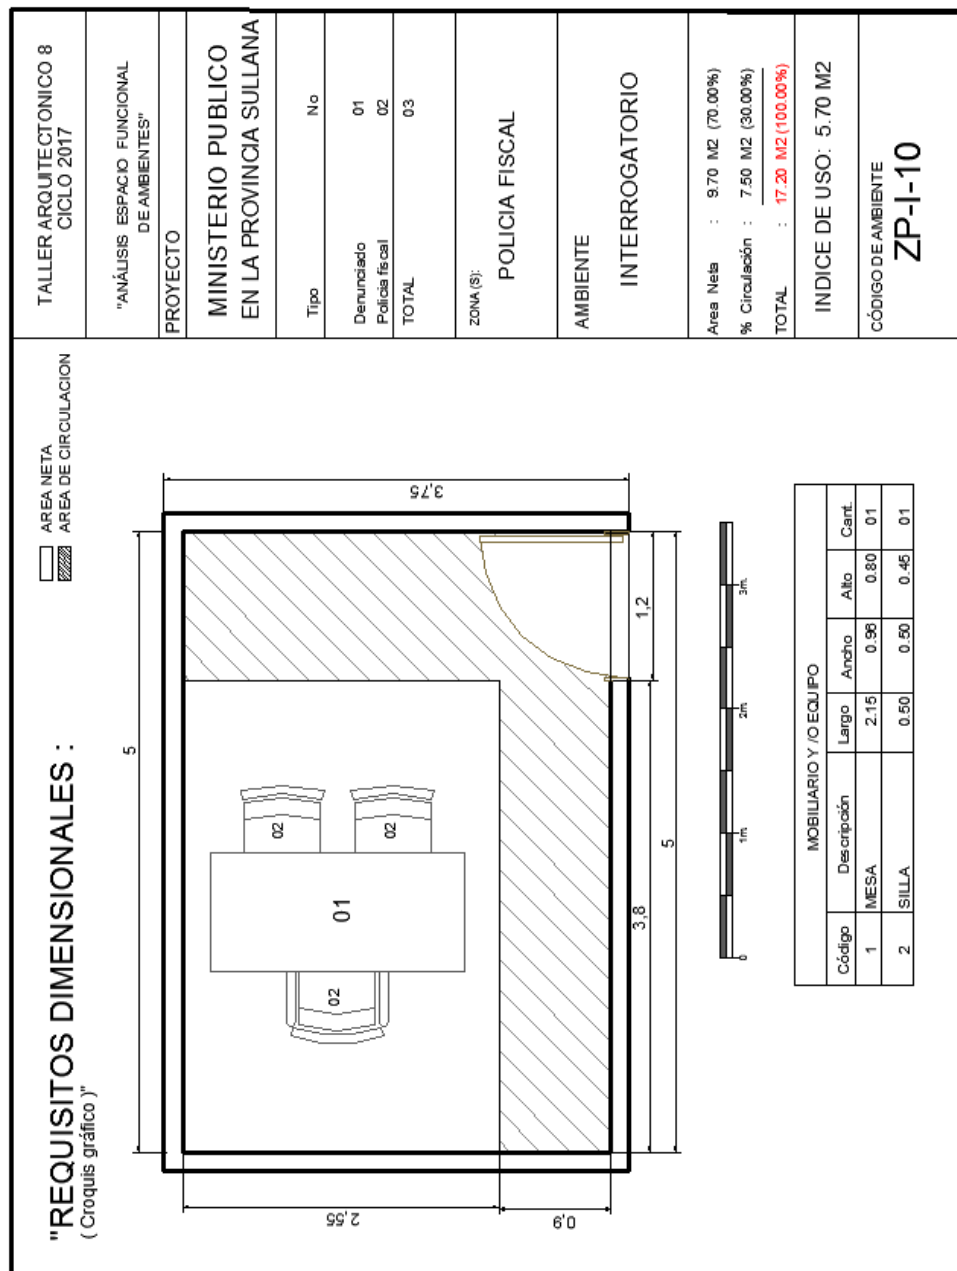 "REQUISITOS DIMENSIONALES :
( Croquis gráfico )"
AREA NETA
AREA DE CIRCULACION
5
3,75
2,55
0,9
02
02
01
02
1,2
3,8
5
0
1m.
2m.
3m.
MOBILIARIO Y /O EQUIPO
Código Descripción Largo Ancho Alto Cant.
1 MESA 2.15 0.96 0.80 01
2 SILLA 0.50 0.50 0.45 01
TALLER ARQUITECTONICO 8
CICLO 2017
"ANÁLISIS ESPACIO FUNCIONAL
DE AMBIENTES"
PROYECTO
MINISTERIO PUBLICO
EN LA PROVINCIA SULLANA
Tipo No
Denunciado 01
Policia fiscal 02
TOTAL 03
ZONA (S):
POLICIA FISCAL
AMBIENTE
INTERROGATORIO
Area Neta : 9.70 M2 (70.00%)
% Circulación : 7.50 M2 (30.00%)
TOTAL : 17.20 M2 (100.00%)
INDICE DE USO: 5.70 M2
CÓDIGO DE AMBIENTE
ZP-I-10